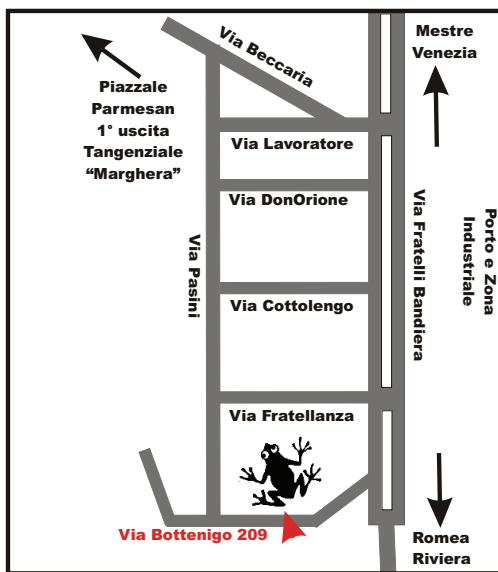 Via Beccaria
Mestre
Venezia
Piazzale
Parmesan
1° uscita
Tangenziale
“Marghera”
Via Lavoratore
Via DonOrione
Via Pasini
Via Fratelli Bandiera
Porto e Zona
Industriale
Via Cottolengo
Via Fratellanza
Via Bottenigo 209
Romea
Riviera